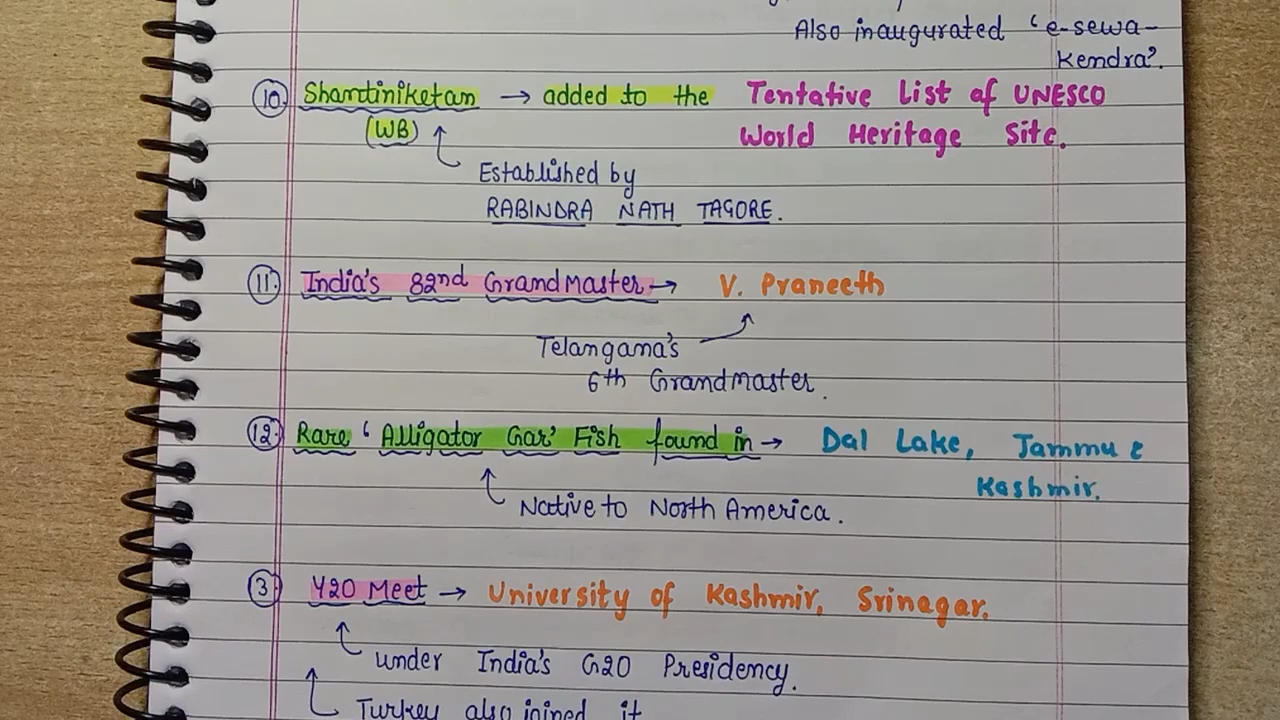 Also inaugurated 'e-sewa-
Kendra'.
10. Shantiniketan → added to the Tentative List of UNESCO
(WB) World Heritage Site.
Established by
RABINDRA NATH TAGORE.
11. India's 82nd Grandmaster → V. Praneeth
Telangana's
6th Grandmaster.
12. Rare 'Alligator Gar' Fish found in → Dal Lake, Jammu &
Kashmir.
Native to North America.
13. Y20 Meet → University of Kashmir, Srinagar.
under India's G20 Presidency.
Turkey also joined it